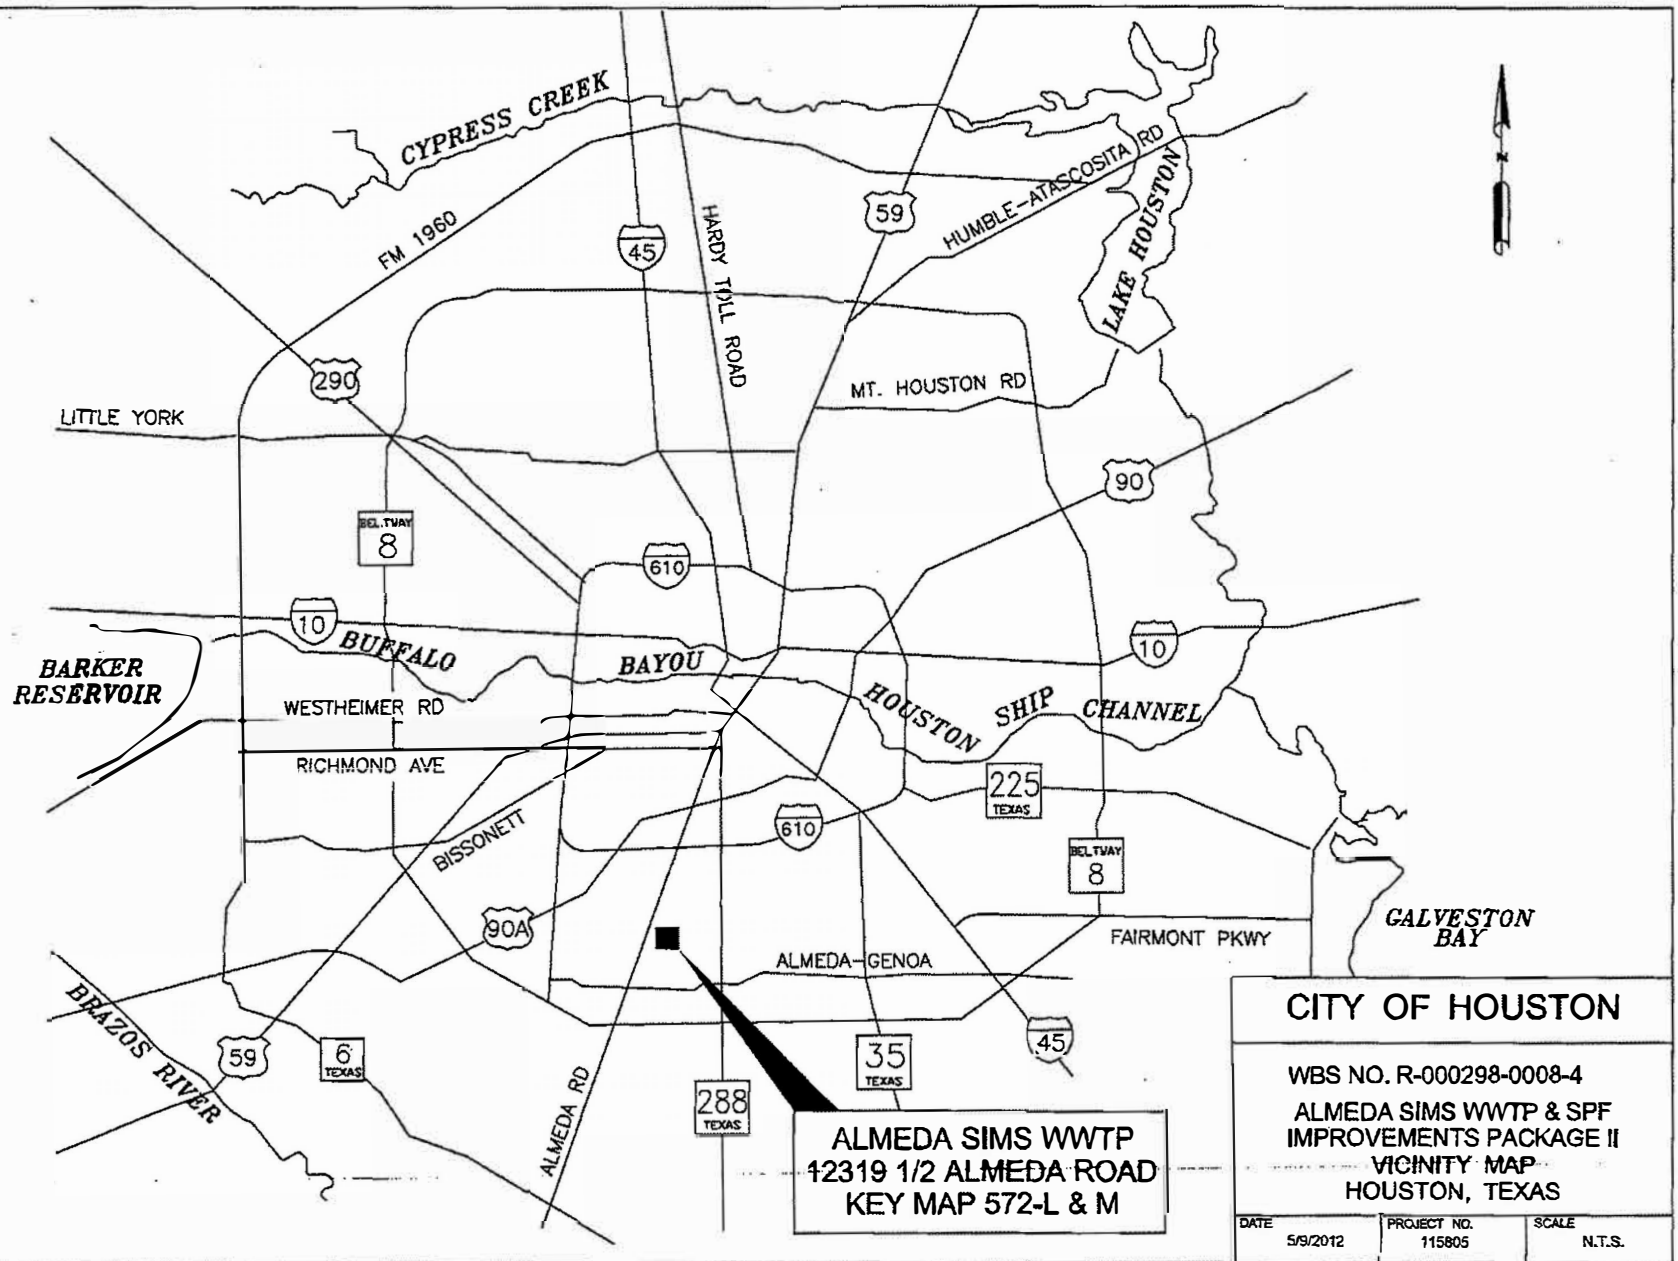 CYPRESS CREEK
HUMBLE-ATASCOSITA RD
N
LAKE HOUSTON
59
FM 1960
45
HARDY TOLL ROAD
290
MT. HOUSTON RD
LITTLE YORK
90
BELTWAY
8
610
10
BUFFALO
BAYOU
10
BARKER
RESERVOIR
WESTHEIMER RD
HOUSTON
SHIP
CHANNEL
RICHMOND AVE
225
TEXAS
BISSONETT
610
BELTWAY
8
90A
GALVESTON
BAY
FAIRMONT PKWY
ALMEDA-GENOA
BRAZOS RIVER
59
6
TEXAS
35
TEXAS
45
ALMEDA RD
288
TEXAS
ALMEDA SIMS WWTP
12319 1/2 ALMEDA ROAD
KEY MAP 572-L & M
CITY OF HOUSTON
WBS NO. R-000298-0008-4
ALMEDA SIMS WWTP & SPF
IMPROVEMENTS PACKAGE II
VICINITY MAP
HOUSTON, TEXAS
DATE
5/9/2012
PROJECT NO.
115805
SCALE
N.T.S.